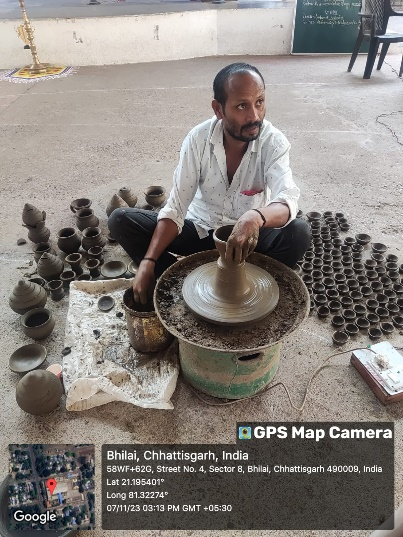 GPS Map Camera
Bhilai, Chhattisgarh, India
58WF+62G, Street No. 4, Sector 8, Bhilai, Chhattisgarh 490009, India
Lat 21.195401°
Long 81.32274°
07/11/23 03:13 PM GMT +05:30
Google